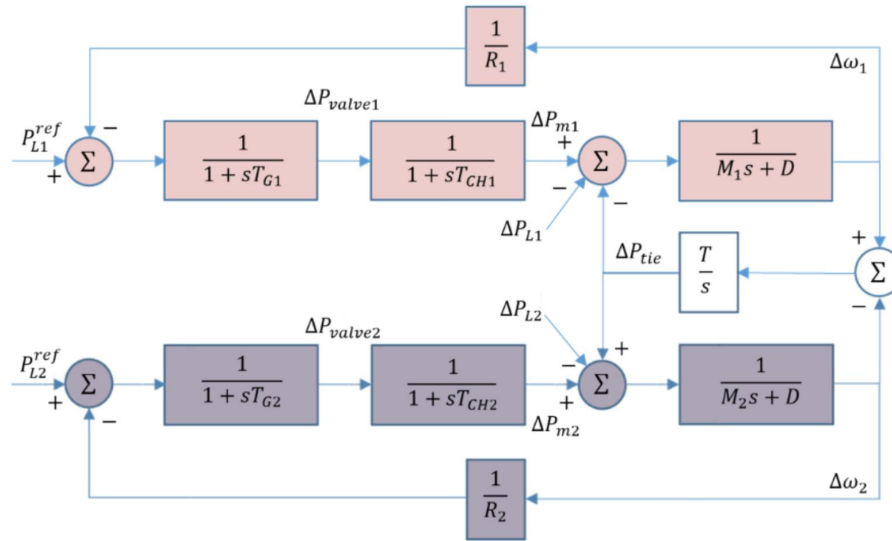 1
R₁
Δω₁
ΔP_valve1
ΔP_m1
P_L1^ref
−
+
Σ
1
1 + sT_G1
1
1 + sT_CH1
+
−
Σ
−
1
M₁s + D
ΔP_L1
ΔP_tie
T
s
+
Σ
−
ΔP_L2
ΔP_valve2
P_L2^ref
+
−
Σ
1
1 + sT_G2
1
1 + sT_CH2
−
+
+
Σ
1
M₂s + D
ΔP_m2
1
R₂
Δω₂